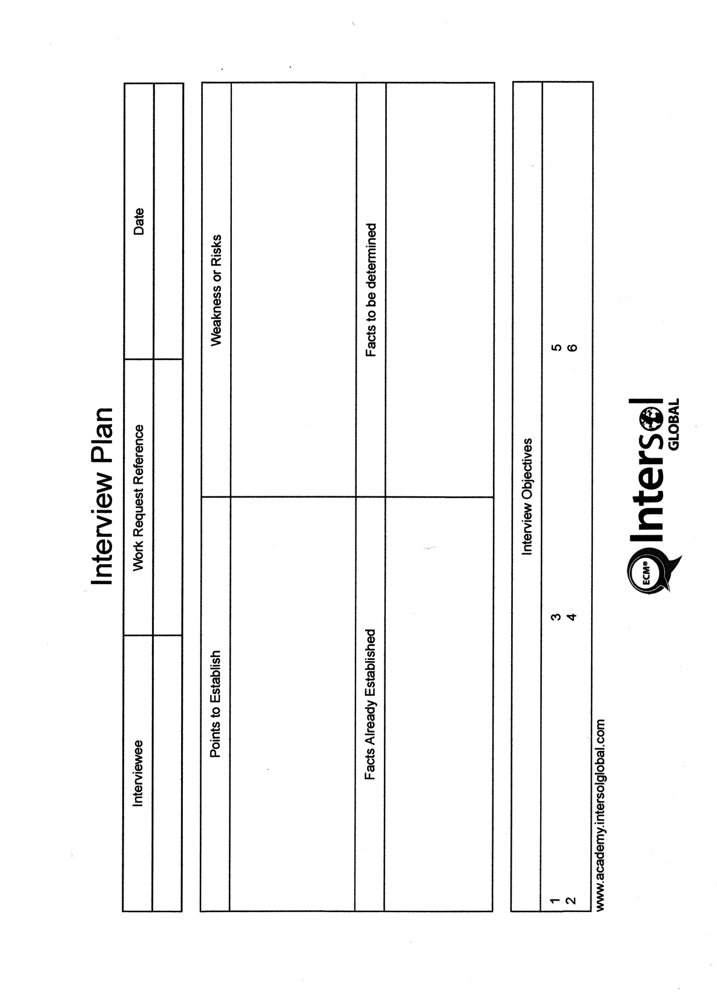 Interview Plan
Interviewee Work Request Reference Date
Points to Establish Weakness or Risks
Facts Already Established Facts to be determined
Interview Objectives
1 3 5
2 4 6
www.academy.intersolglobal.com
ECM® Intersol
GLOBAL